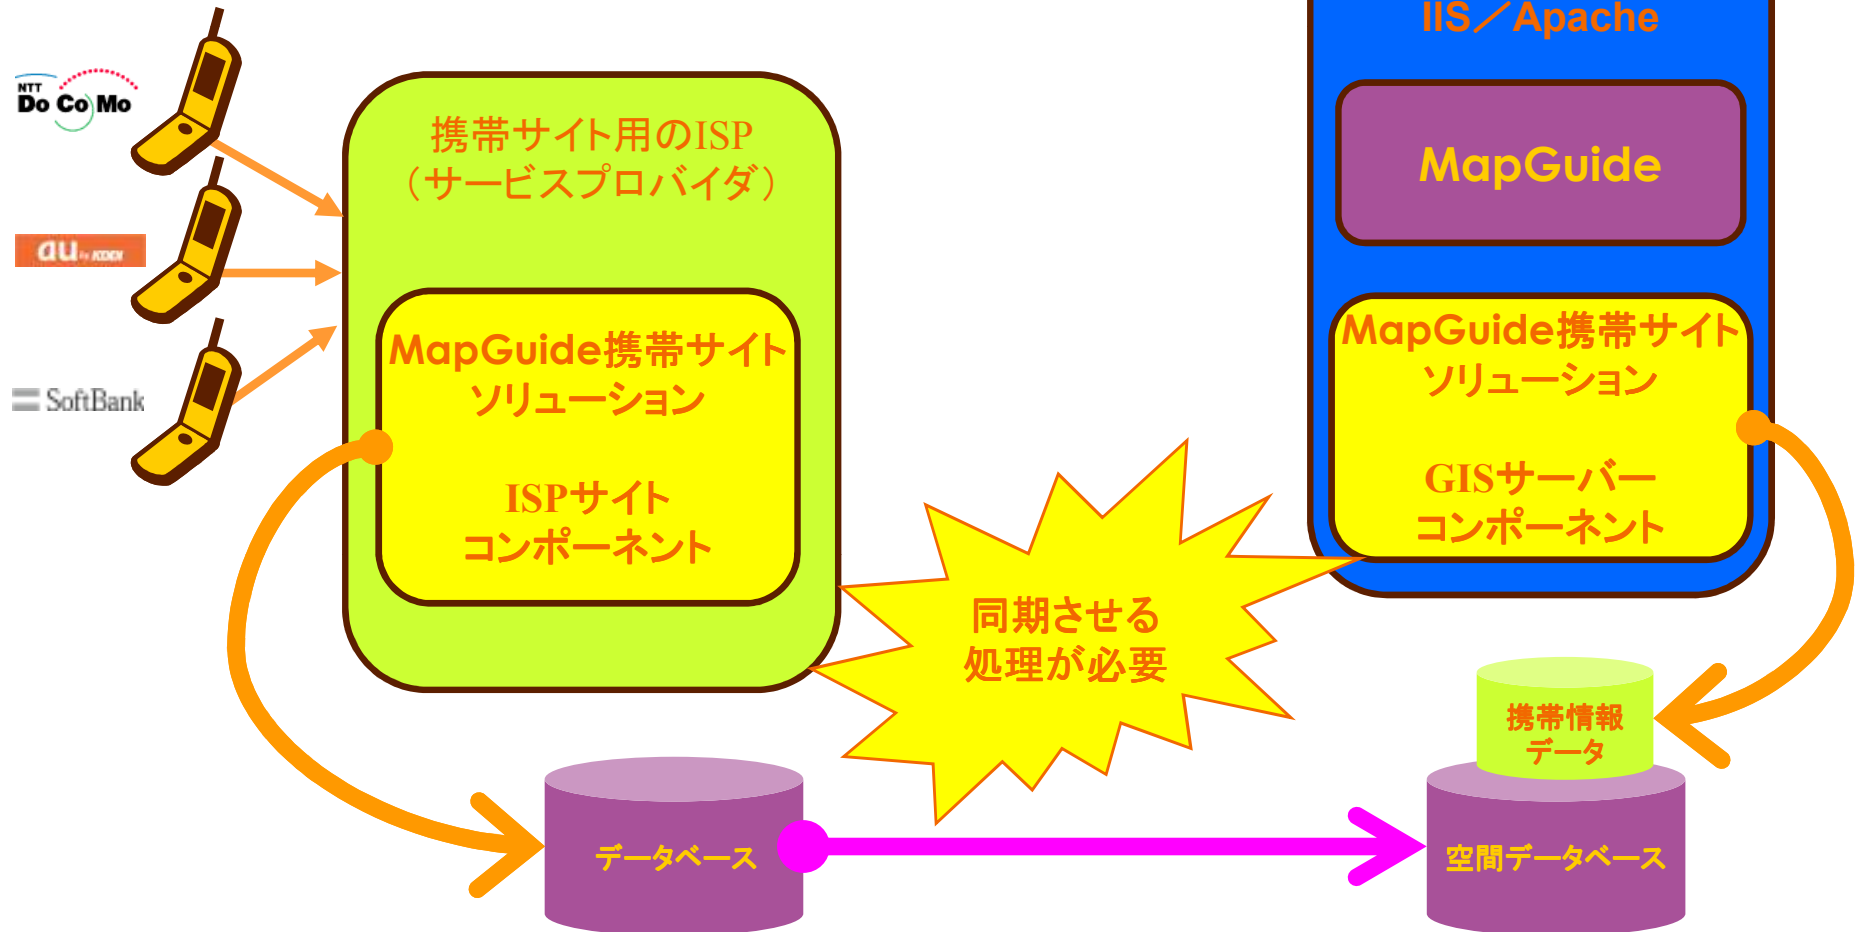 IIS／Apache
NTT
Do Co Mo
携帯サイト用のISP
（サービスプロバイダ）
MapGuide
au by KDDI
MapGuide携帯サイト
ソリューション
ISPサイト
コンポーネント
MapGuide携帯サイト
ソリューション
GISサーバー
コンポーネント
SoftBank
同期させる
処理が必要
携帯情報
データ
データベース
空間データベース